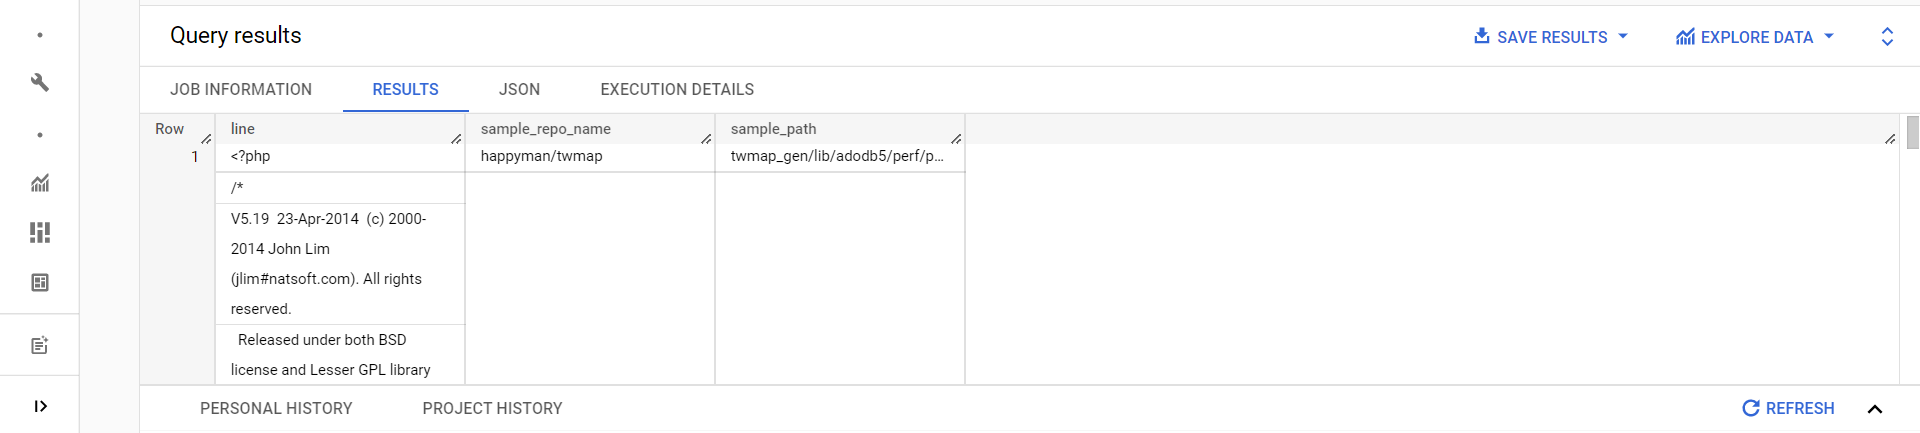 Query results
SAVE RESULTS
EXPLORE DATA
JOB INFORMATION
RESULTS
JSON
EXECUTION DETAILS
Row
line
sample_repo_name
sample_path
1
<?php
happyman/twmap
twmap_gen/lib/adodb5/perf/p...
/*
V5.19  23-Apr-2014  (c) 2000-
2014 John Lim
(jlim#natsoft.com). All rights
reserved.
Released under both BSD
license and Lesser GPL library
PERSONAL HISTORY
PROJECT HISTORY
REFRESH